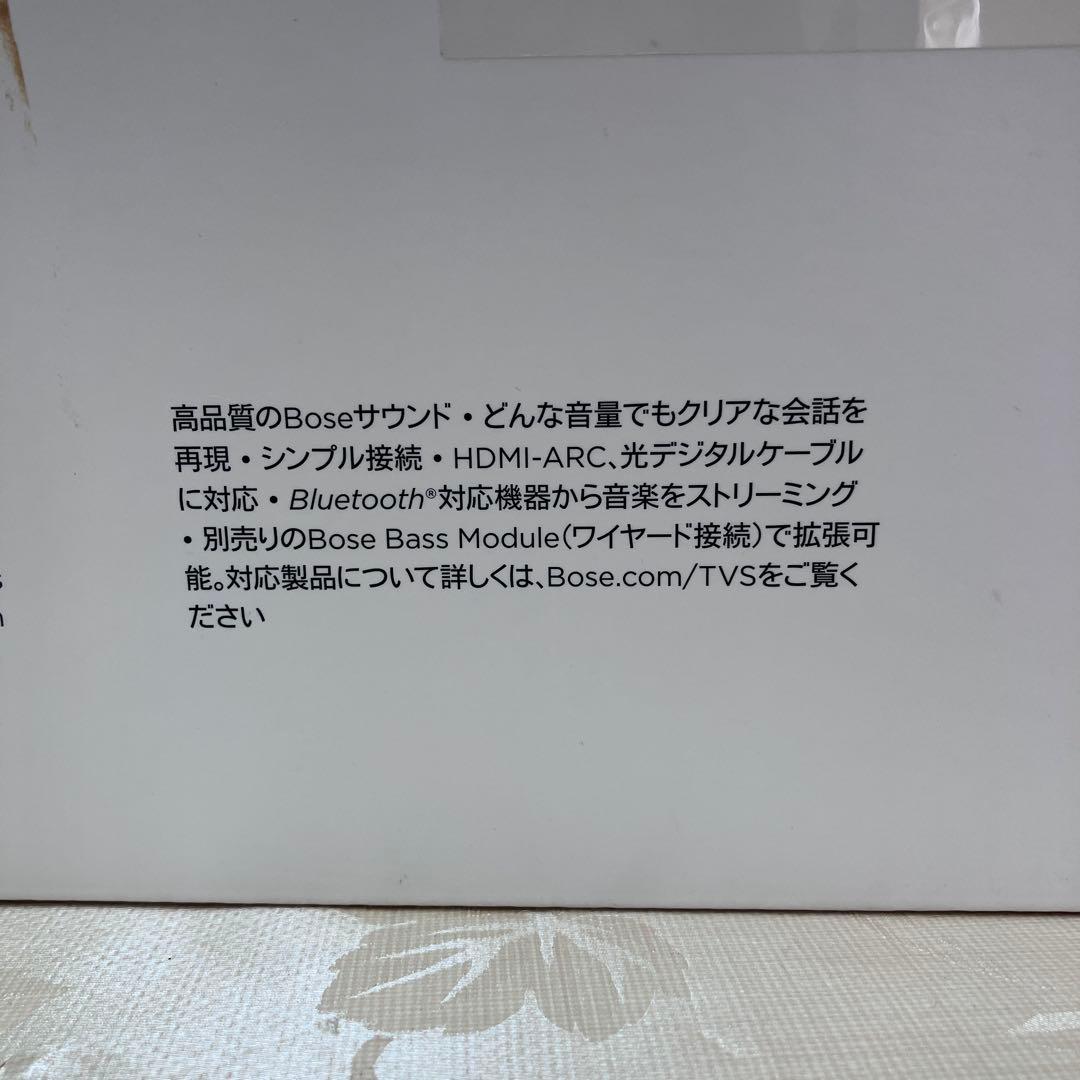 高品質のBoseサウンド・どんな音量でもクリアな会話を
再現・シンプル接続・HDMI-ARC、光デジタルケーブル
に対応・Bluetooth®対応機器から音楽をストリーミング
・別売りのBose Bass Module(ワイヤード接続)で拡張可
能。対応製品について詳しくは、Bose.com/TVSをご覧く
ださい